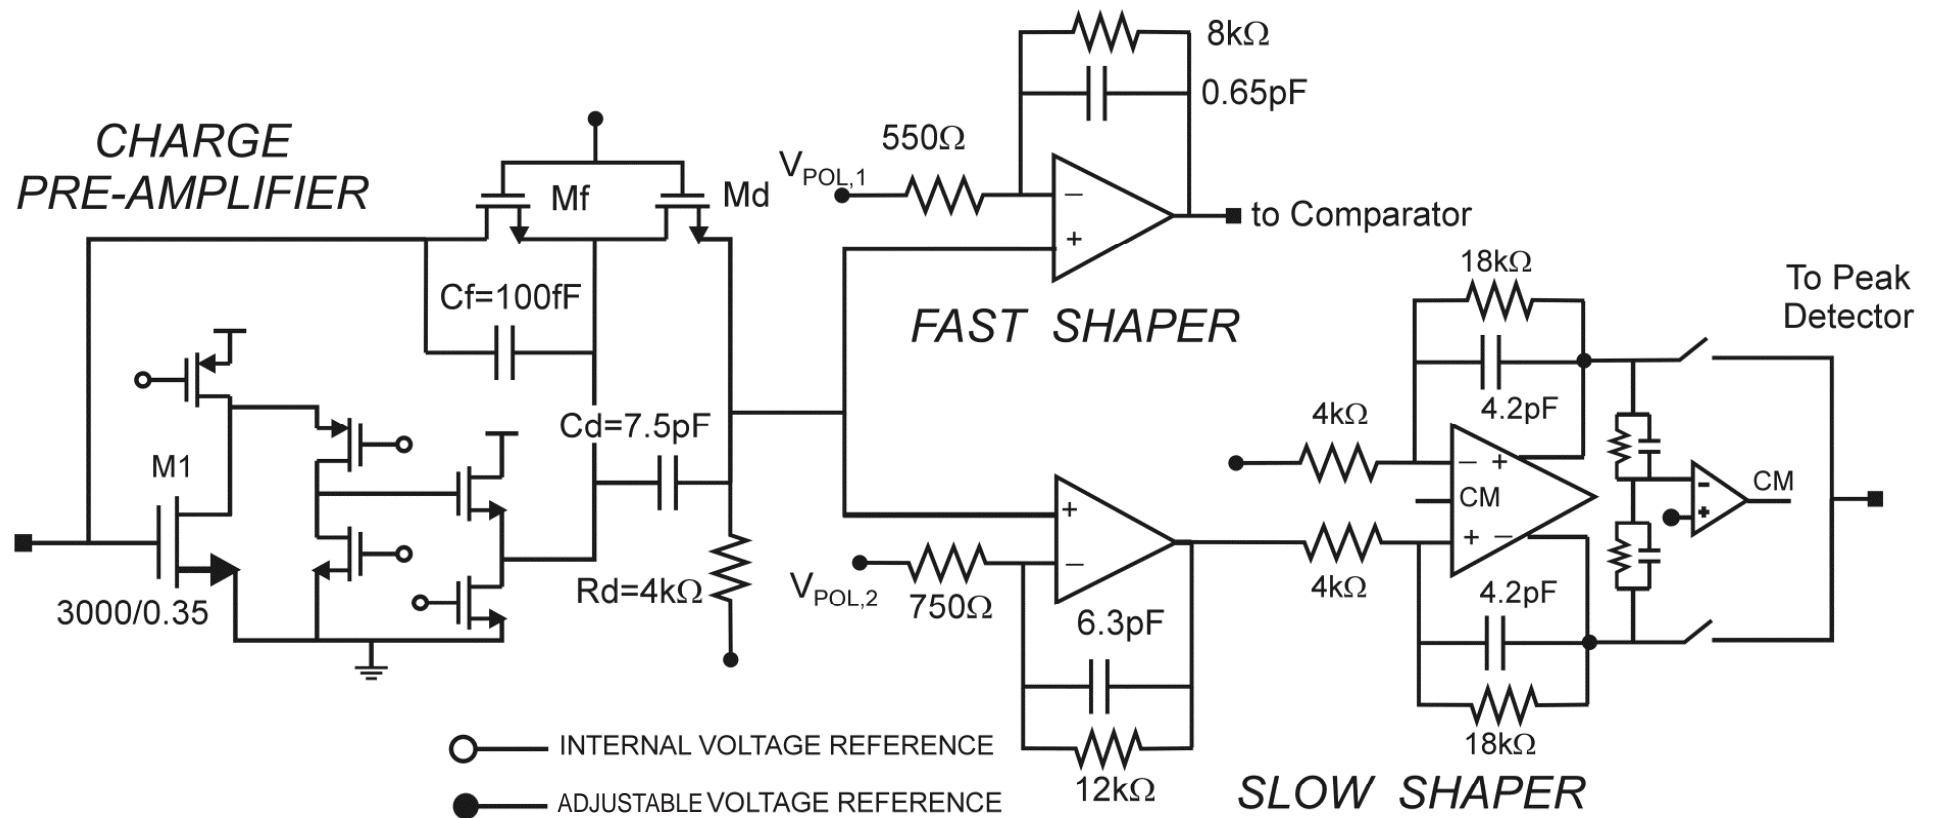 CHARGE
PRE-AMPLIFIER
Mf
Md
Cf=100fF
Cd=7.5pF
M1
3000/0.35
Rd=4kΩ
8kΩ
0.65pF
550Ω
VPOL,1
−
+
to Comparator
FAST SHAPER
+
−
VPOL,2
750Ω
6.3pF
12kΩ
18kΩ
4.2pF
4kΩ
− +
CM
+ −
4kΩ
4.2pF
18kΩ
-
+
CM
To Peak
Detector
SLOW SHAPER
INTERNAL VOLTAGE REFERENCE
ADJUSTABLE VOLTAGE REFERENCE